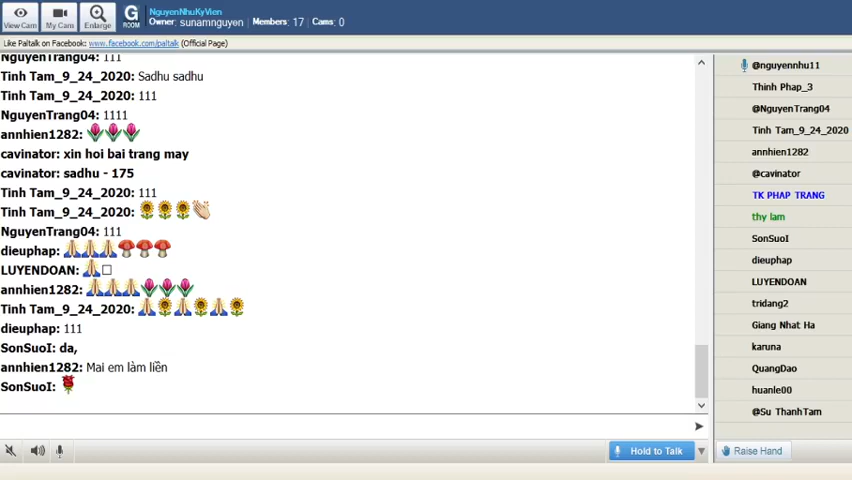 NguyenNhuKyVien
Owner: sunamnguyen Members: 17 Cams: 0
View Cam My Cam Enlarge G ROOM
Like Paltalk on Facebook: www.facebook.com/paltalk (Official Page)
NguyenTrang04: 111
Tinh Tam_9_24_2020: Sadhu sadhu
Tinh Tam_9_24_2020: 111
NguyenTrang04: 1111
annhien1282:
cavinator: xin hoi bai trang may
cavinator: sadhu - 175
Tinh Tam_9_24_2020: 111
Tinh Tam_9_24_2020:
NguyenTrang04: 111
dieuphap:
LUYENDOAN:
annhien1282:
Tinh Tam_9_24_2020:
dieuphap: 111
SonSuoI: da,
annhien1282: Mai em làm liền
SonSuoI:
Hold to Talk
@nguyennhu11
Thinh Phap_3
@NguyenTrang04
Tinh Tam_9_24_2020
annhien1282
@cavinator
TK PHAP TRANG
thy lam
SonSuoI
dieuphap
LUYENDOAN
tridang2
Giang Nhat Ha
karuna
QuangDao
huanle00
@Su ThanhTam
Raise Hand